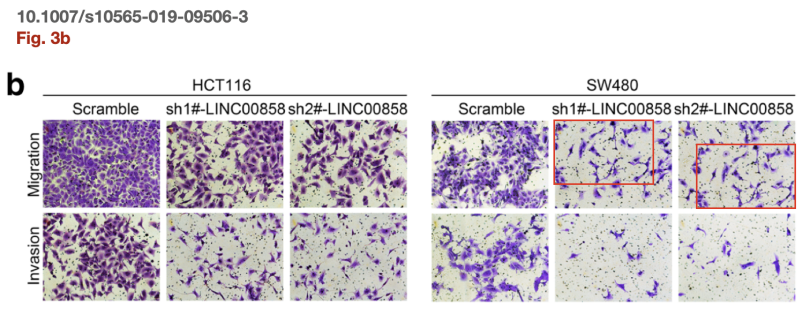 10.1007/s10565-019-09506-3
Fig. 3b
b
HCT116
SW480
Scramble sh1#-LINC00858 sh2#-LINC00858
Scramble sh1#-LINC00858 sh2#-LINC00858
Migration
Invasion